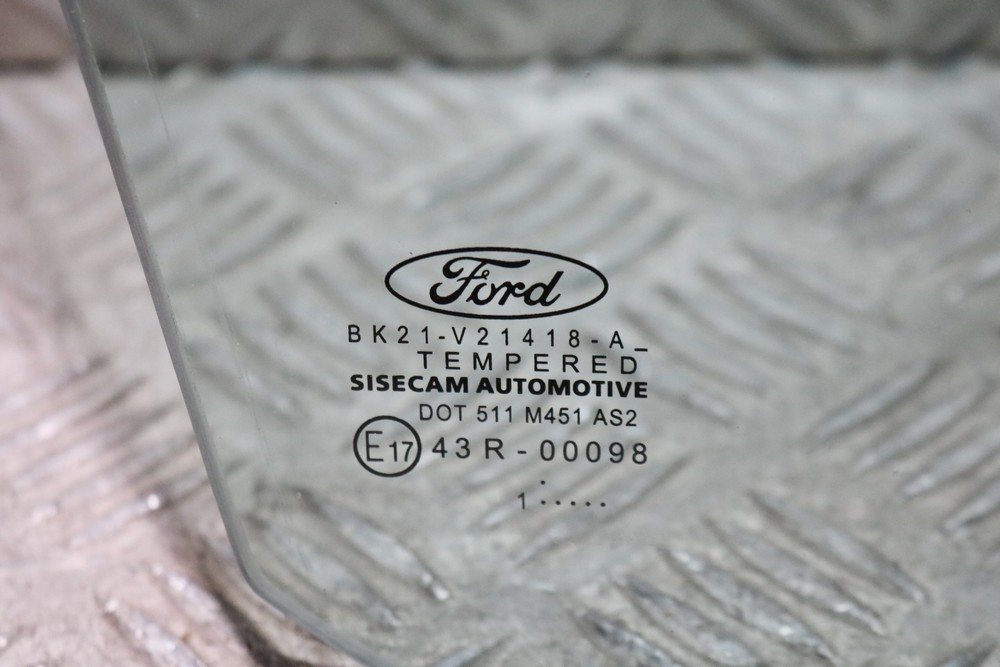 Ford
BK21-V21418-A_
TEMPERED
SISECAM AUTOMOTIVE
DOT 511 M451 AS2
E17 43R-00098
1:.....